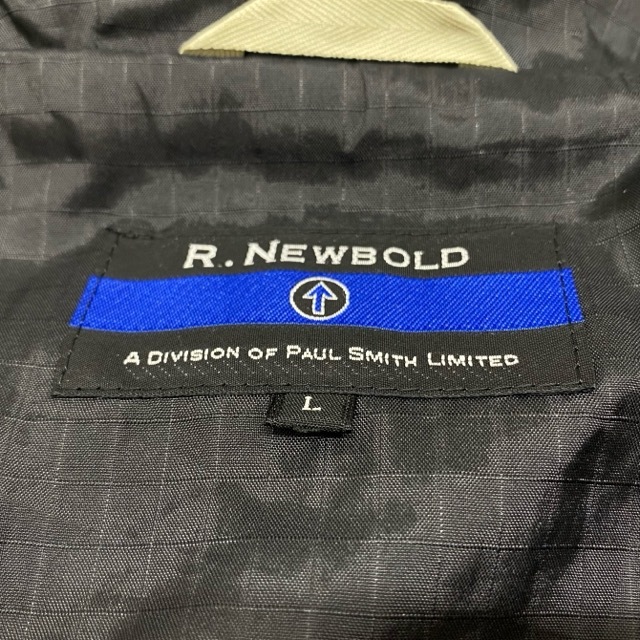 R. NEWBOLD
A DIVISION OF PAUL SMITH LIMITED
L